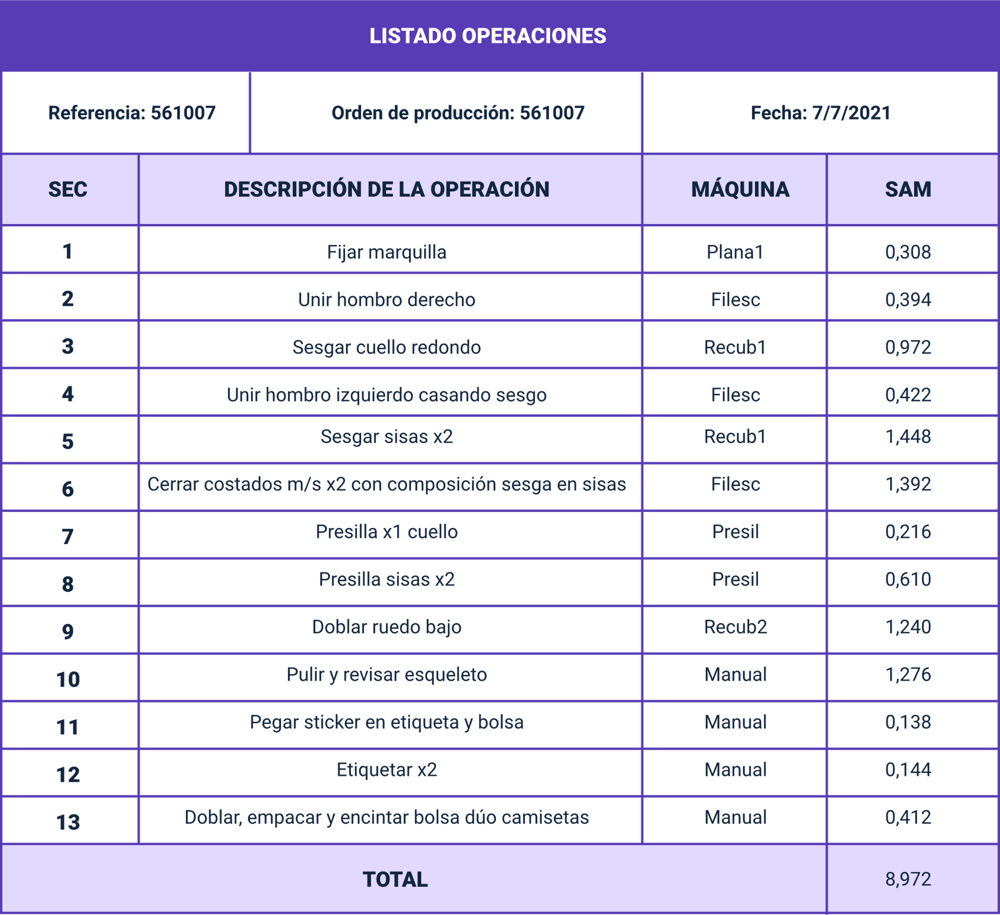 LISTADO OPERACIONES
Referencia: 561007 Orden de producción: 561007 Fecha: 7/7/2021
SEC DESCRIPCIÓN DE LA OPERACIÓN MÁQUINA SAM
1 Fijar marquilla Plana1 0,308
2 Unir hombro derecho Filesc 0,394
3 Sesgar cuello redondo Recub1 0,972
4 Unir hombro izquierdo casando sesgo Filesc 0,422
5 Sesgar sisas x2 Recub1 1,448
6 Cerrar costados m/s x2 con composición sesga en sisas Filesc 1,392
7 Presilla x1 cuello Presil 0,216
8 Presilla sisas x2 Presil 0,610
9 Doblar ruedo bajo Recub2 1,240
10 Pulir y revisar esqueleto Manual 1,276
11 Pegar sticker en etiqueta y bolsa Manual 0,138
12 Etiquetar x2 Manual 0,144
13 Doblar, empacar y encintar bolsa dúo camisetas Manual 0,412
TOTAL 8,972